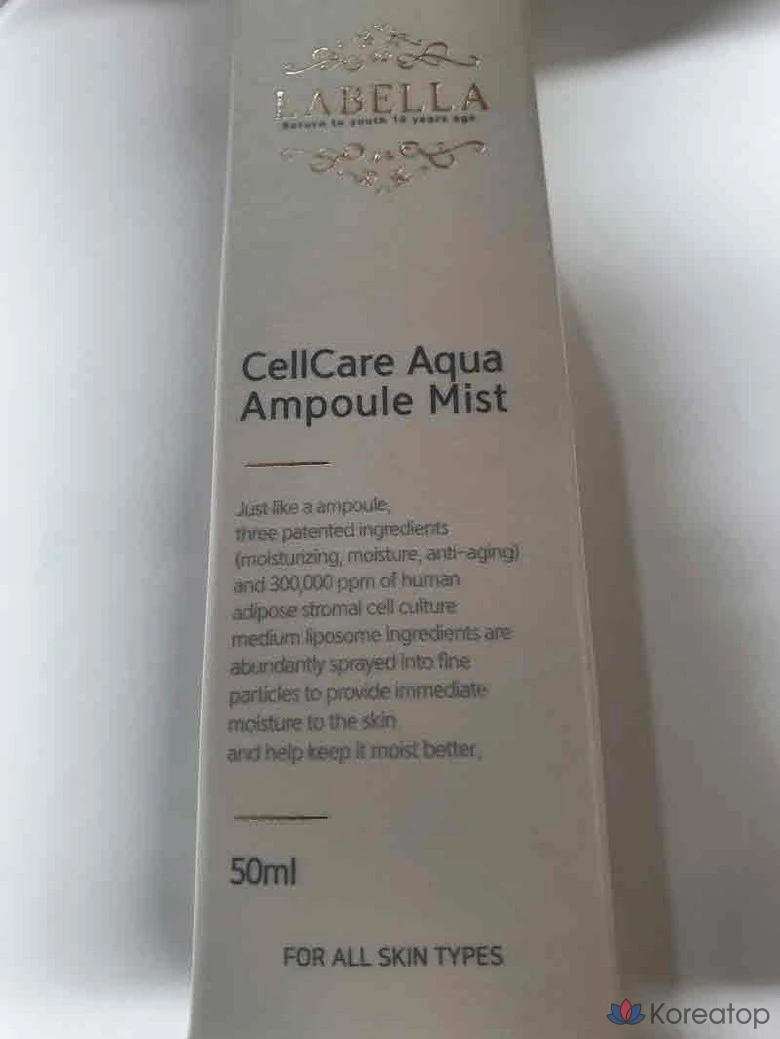 LABELLA
Return to youth 10 years ago
CellCare Aqua
Ampoule Mist
Just like a ampoule,
three patented ingredients
(moisturizing, moisture, anti-aging)
and 300,000 ppm of human
adipose stromal cell culture
medium liposome ingredients are
abundantly sprayed into fine
particles to provide immediate
moisture to the skin
and help keep it moist better.
50ml
FOR ALL SKIN TYPES
Koreatop